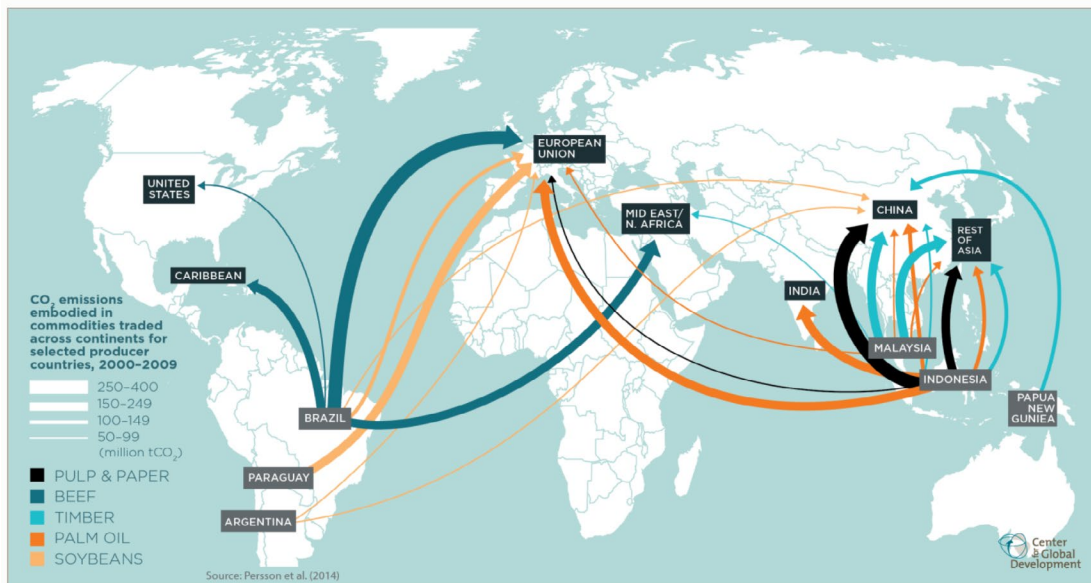 EUROPEAN
UNION
UNITED
STATES
CHINA
MID EAST/
N. AFRICA
REST
OF
ASIA
CARIBBEAN
INDIA
CO₂ emissions
embodied in
commodities traded
across continents for
selected producer
countries, 2000–2009
250–400
150–249
100–149
50–99
(million tCO₂)
MALAYSIA
INDONESIA
PAPUA
NEW
GUNIEA
BRAZIL
PARAGUAY
ARGENTINA
PULP & PAPER
BEEF
TIMBER
PALM OIL
SOYBEANS
Source: Persson et al. (2014)
Center
for
Global
Development